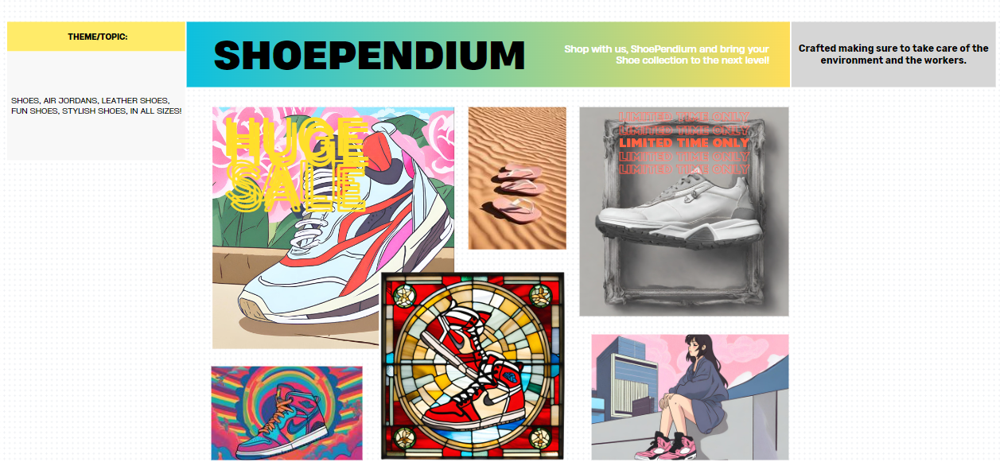 THEME/TOPIC:
SHOES, AIR JORDANS, LEATHER SHOES,
FUN SHOES, STYLISH SHOES, IN ALL SIZES!
SHOEPENDIUM
Shop with us, ShoePendium and bring your
Shoe collection to the next level!
Crafted making sure to take care of the
environment and the workers.
HUGE
SALE
LIMITED TIME ONLY
LIMITED TIME ONLY
LIMITED TIME ONLY
LIMITED TIME ONLY
LIMITED TIME ONLY